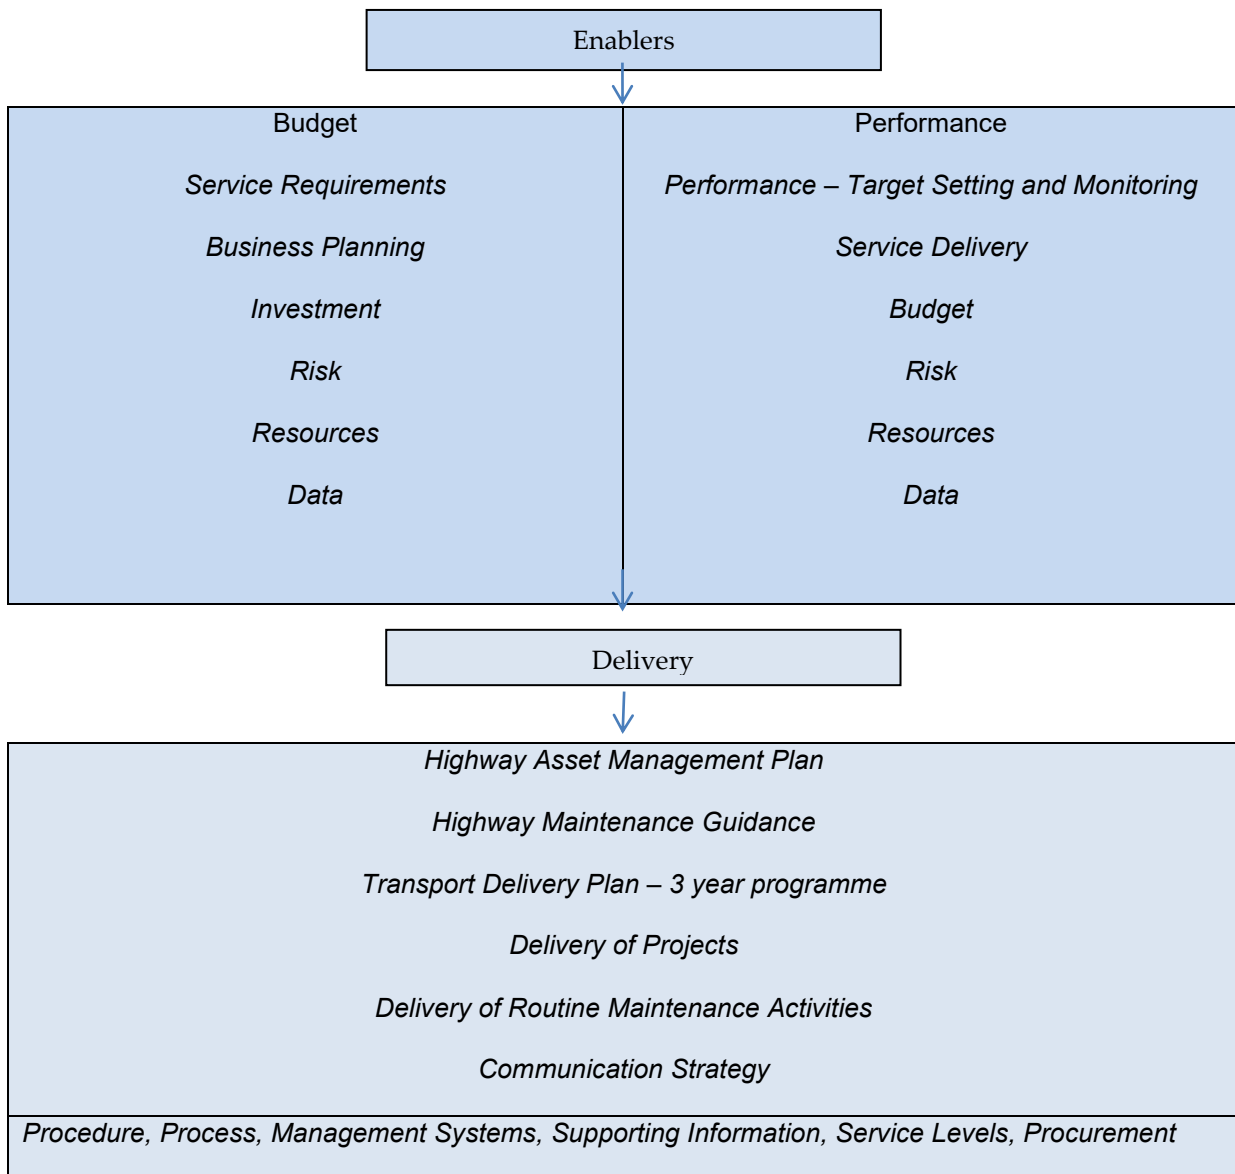 Enablers
Budget
Service Requirements
Business Planning
Investment
Risk
Resources
Data
Performance
Performance – Target Setting and Monitoring
Service Delivery
Budget
Risk
Resources
Data
Delivery
Highway Asset Management Plan
Highway Maintenance Guidance
Transport Delivery Plan – 3 year programme
Delivery of Projects
Delivery of Routine Maintenance Activities
Communication Strategy
Procedure, Process, Management Systems, Supporting Information, Service Levels, Procurement